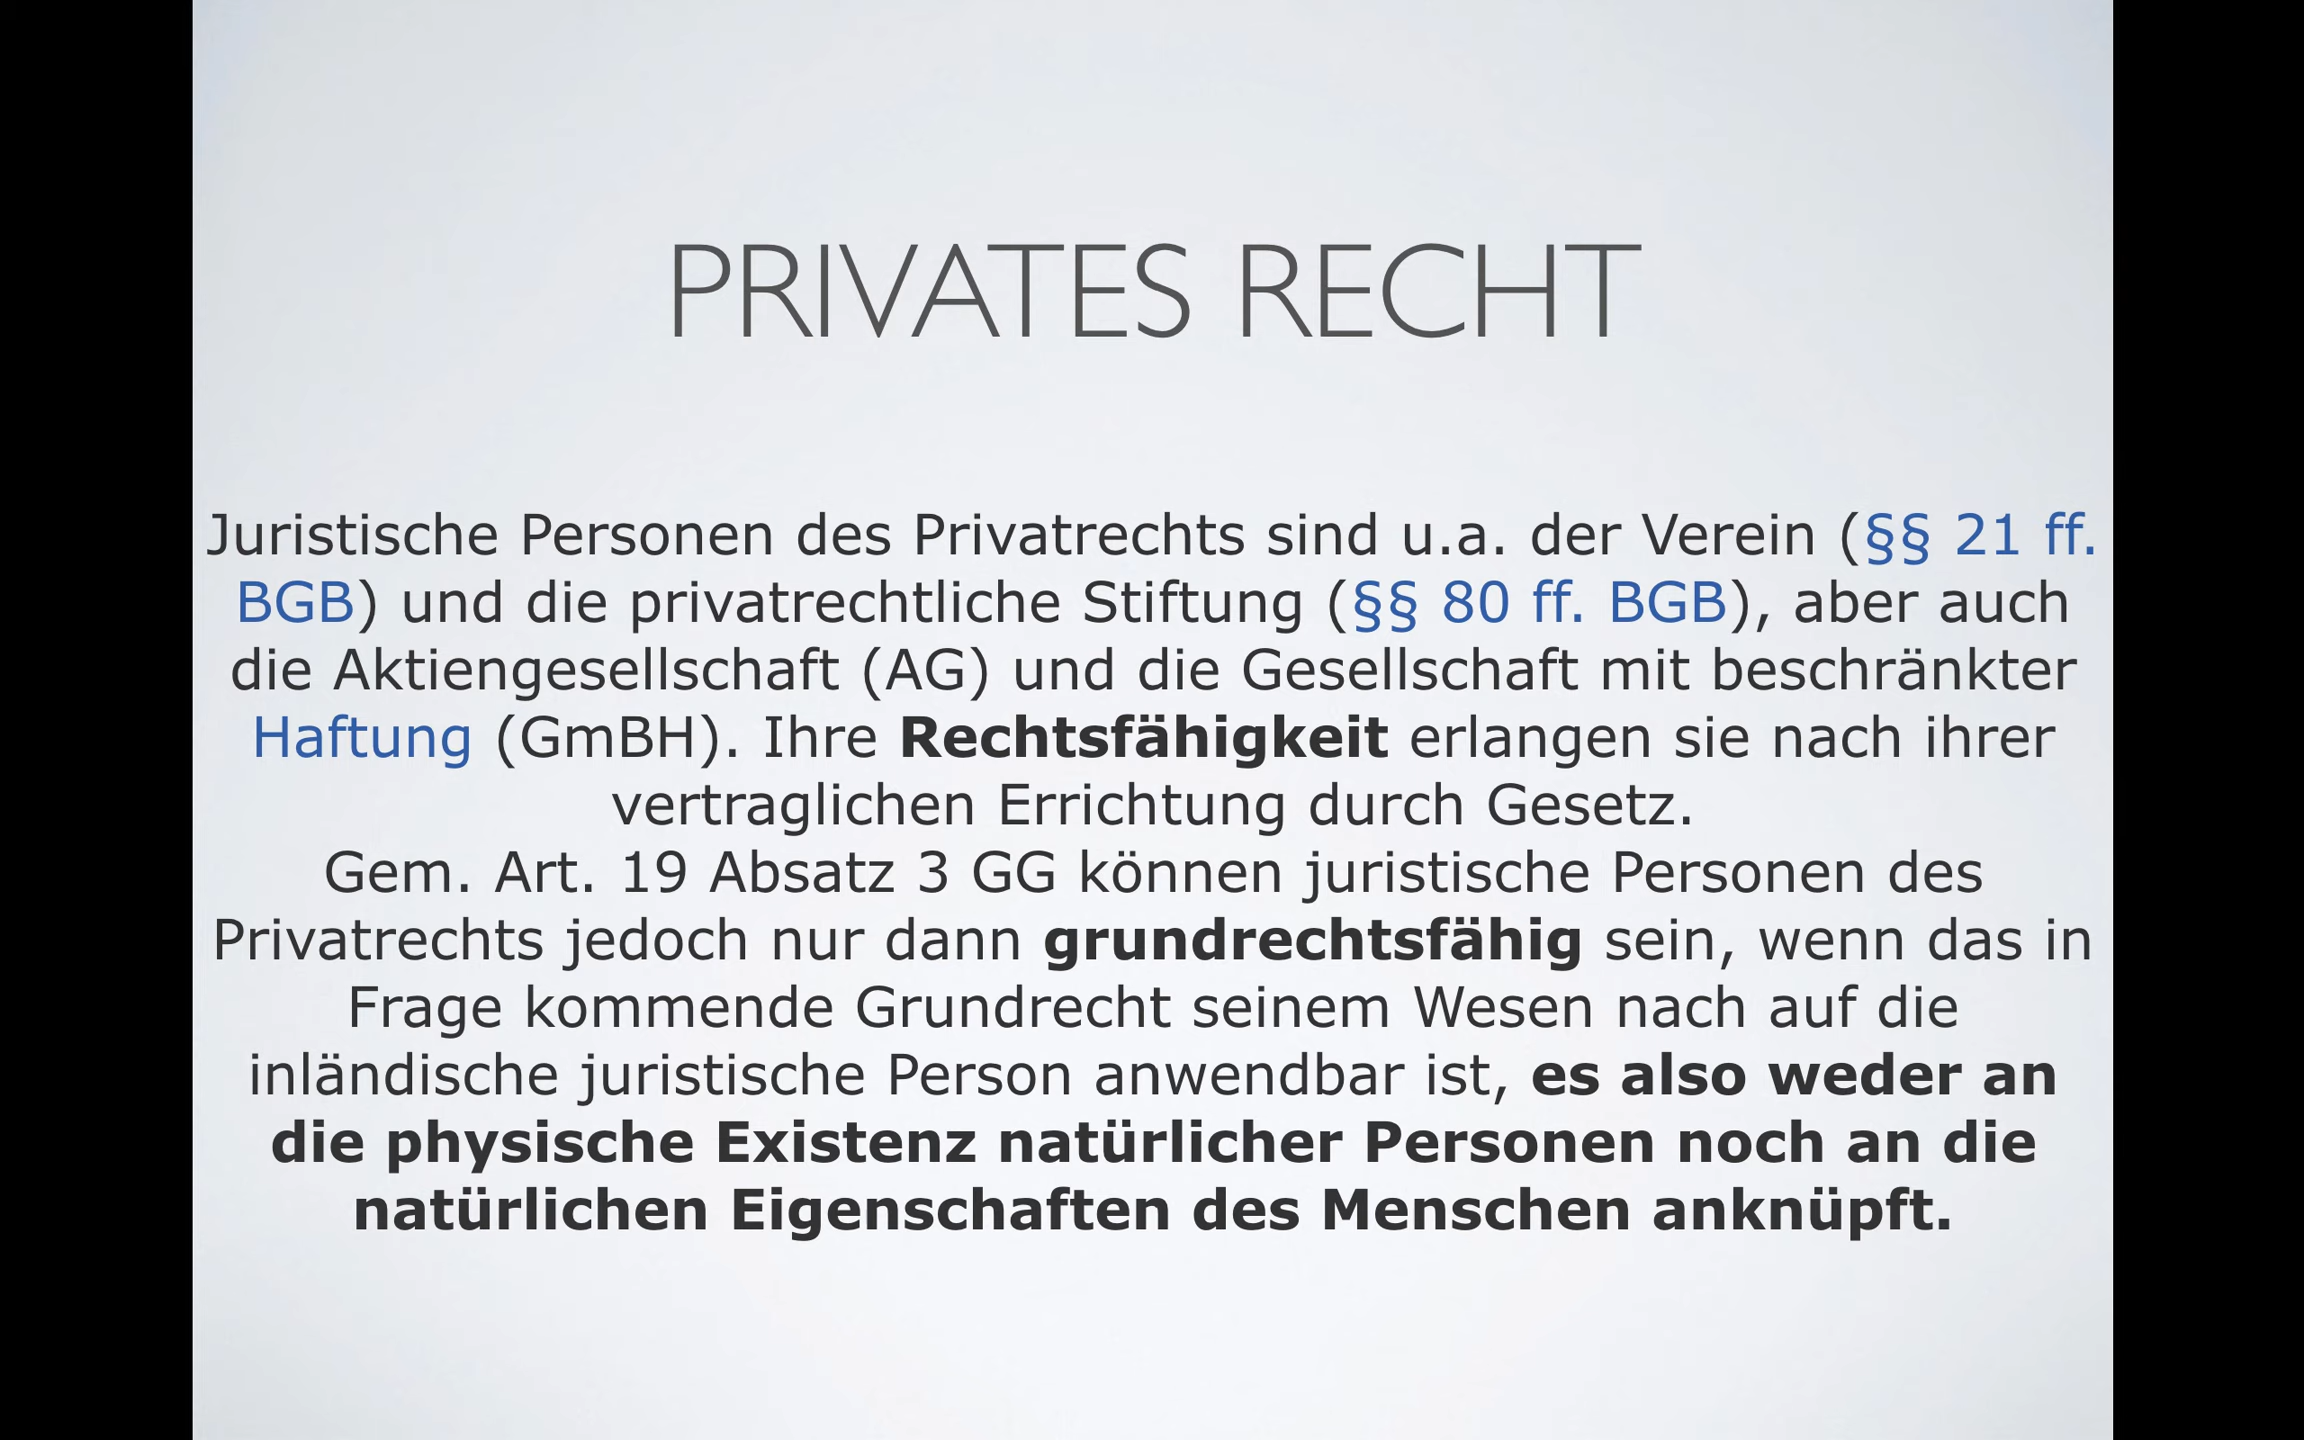 PRIVATES RECHT
Juristische Personen des Privatrechts sind u.a. der Verein (§§ 21 ff.
BGB) und die privatrechtliche Stiftung (§§ 80 ff. BGB), aber auch
die Aktiengesellschaft (AG) und die Gesellschaft mit beschränkter
Haftung (GmBH). Ihre Rechtsfähigkeit erlangen sie nach ihrer
vertraglichen Errichtung durch Gesetz.
Gem. Art. 19 Absatz 3 GG können juristische Personen des
Privatrechts jedoch nur dann grundrechtsfähig sein, wenn das in
Frage kommende Grundrecht seinem Wesen nach auf die
inländische juristische Person anwendbar ist, es also weder an
die physische Existenz natürlicher Personen noch an die
natürlichen Eigenschaften des Menschen anknüpft.